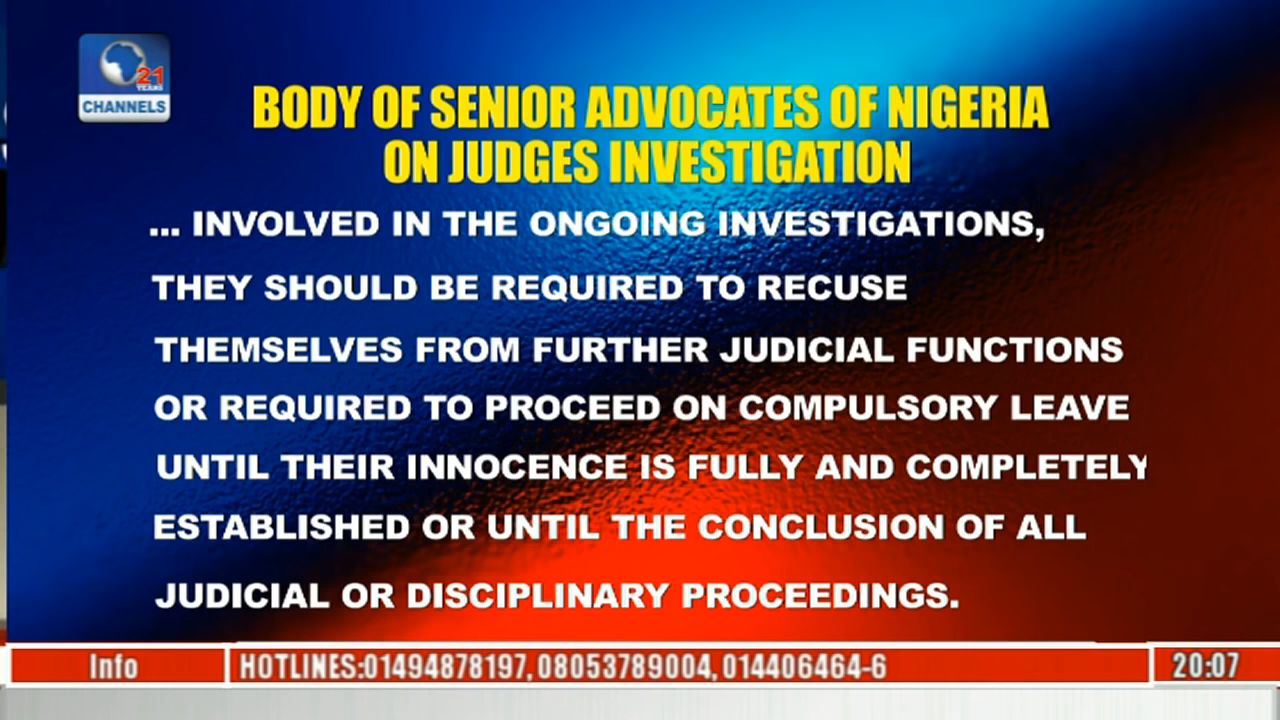 21
YEARS
CHANNELS
BODY OF SENIOR ADVOCATES OF NIGERIA
ON JUDGES INVESTIGATION
... INVOLVED IN THE ONGOING INVESTIGATIONS,
THEY SHOULD BE REQUIRED TO RECUSE
THEMSELVES FROM FURTHER JUDICIAL FUNCTIONS
OR REQUIRED TO PROCEED ON COMPULSORY LEAVE
UNTIL THEIR INNOCENCE IS FULLY AND COMPLETELY
ESTABLISHED OR UNTIL THE CONCLUSION OF ALL
JUDICIAL OR DISCIPLINARY PROCEEDINGS.
Info HOTLINES:01494878197, 08053789004, 014406464-6 20:07